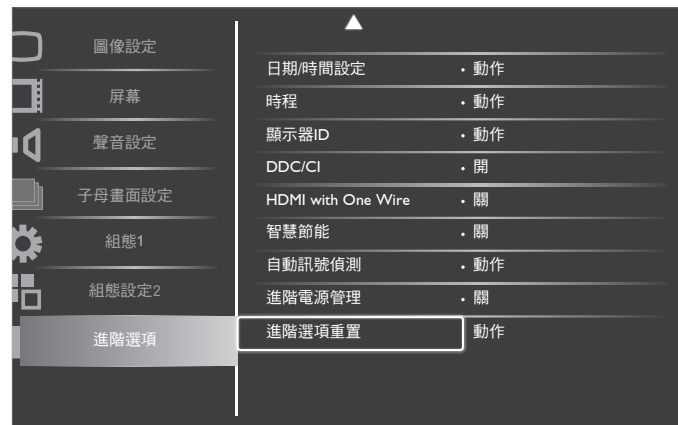 圖像設定
屏幕
聲音設定
子母畫面設定
組態1
組態設定2
進階選項
日期/時間設定 • 動作
時程 • 動作
顯示器ID • 動作
DDC/CI • 開
HDMI with One Wire • 關
智慧節能 • 關
自動訊號偵測 • 動作
進階電源管理 • 關
進階選項重置 動作